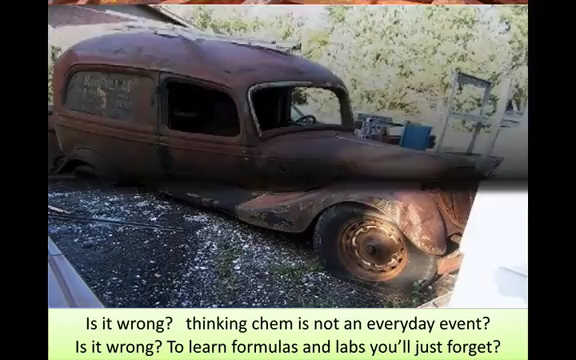 Is it wrong? thinking chem is not an everyday event?
Is it wrong? To learn formulas and labs you’ll just forget?